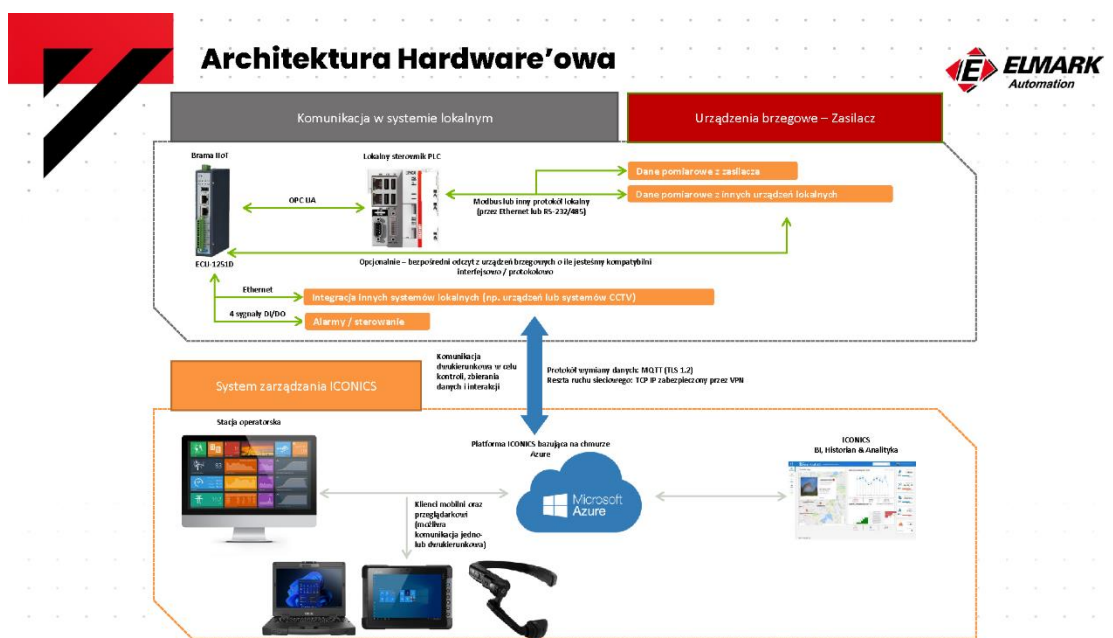 Architektura Hardware'owa
ELMARK
Automation
Komunikacja w systemie lokalnym
Urządzenia brzegowe – Zasilacz
Brama IIoT
Lokalny sterownik PLC
Dane pomiarowe z zasilacza
OPC UA
Modbus lub inny protokół lokalny
(przez Ethernet lub RS-232/485)
Dane pomiarowe z innych urządzeń lokalnych
ECU-1251D
Opcjonalnie – bezpośredni odczyt z urządzeń brzegowych o ile jesteśmy kompatybilni
interfejsowo / protokołowo
Ethernet
Integracja innych systemów lokalnych (np. urządzeń lub systemów CCTV)
4 sygnały DI/DO
Alarmy / sterowanie
Komunikacja
dwukierunkowa w celu
kontroli, zbierania
danych i interakcji
Protokół wymiany danych: MQTT (TLS 1.2)
Reszta ruchu sieciowego: TCP IP zabezpieczony przez VPN
System zarządzania ICONICS
Stacja operatorska
Platforma ICONICS bazująca na chmurze
Azure
ICONICS
BI, Historian & Analityka
Microsoft
Azure
Klienci mobilni oraz
przeglądarkowi
(możliwa
komunikacja jedno-
lub dwukierunkowa)